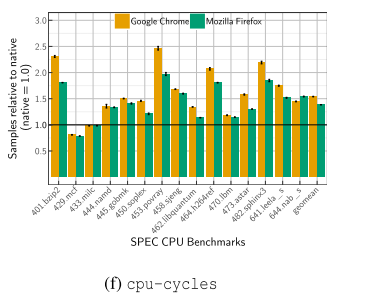 Google Chrome Mozilla Firefox
Samples relative to native
(native = 1.0)
3.0
2.5
2.0
1.5
1.0
0.5
401.bzip2
429.mcf
433.milc
444.namd
445.gobmk
450.soplex
453.povray
458.sjeng
462.libquantum
464.h264ref
470.lbm
473.astar
482.sphinx3
641.leela_s
644.nab_s
geomean
SPEC CPU Benchmarks
(f) cpu-cycles